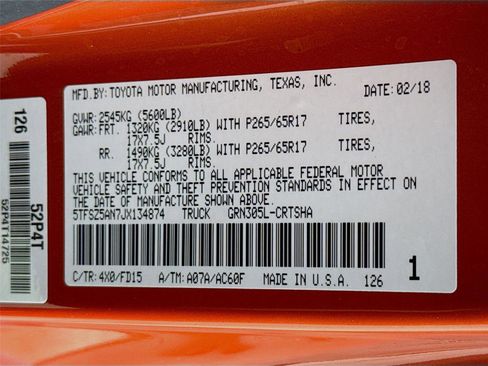 MFD.BY:TOYOTA MOTOR MANUFACTURING, TEXAS, INC.
DATE:02/18
GVWR:2545KG (5600LB)
GAWR:FRT. 1320KG (2910LB) WITH P265/65R17 TIRES,
17X7.5J RIMS.
RR. 1490KG (3280LB) WITH P265/65R17 TIRES,
17X7.5J RIMS.
THIS VEHICLE CONFORMS TO ALL APPLICABLE FEDERAL MOTOR
VEHICLE SAFETY AND THEFT PREVENTION STANDARDS IN EFFECT ON
THE DATE OF MANUFACTURE SHOWN ABOVE.
5TFSZ5AN7JX134874 TRUCK GRN305L-CRTSHA
C/TR:4X0/FD15 A/TM:A07A/AC60F MADE IN U.S.A. 126
1
126
52P4T
52P4T14725